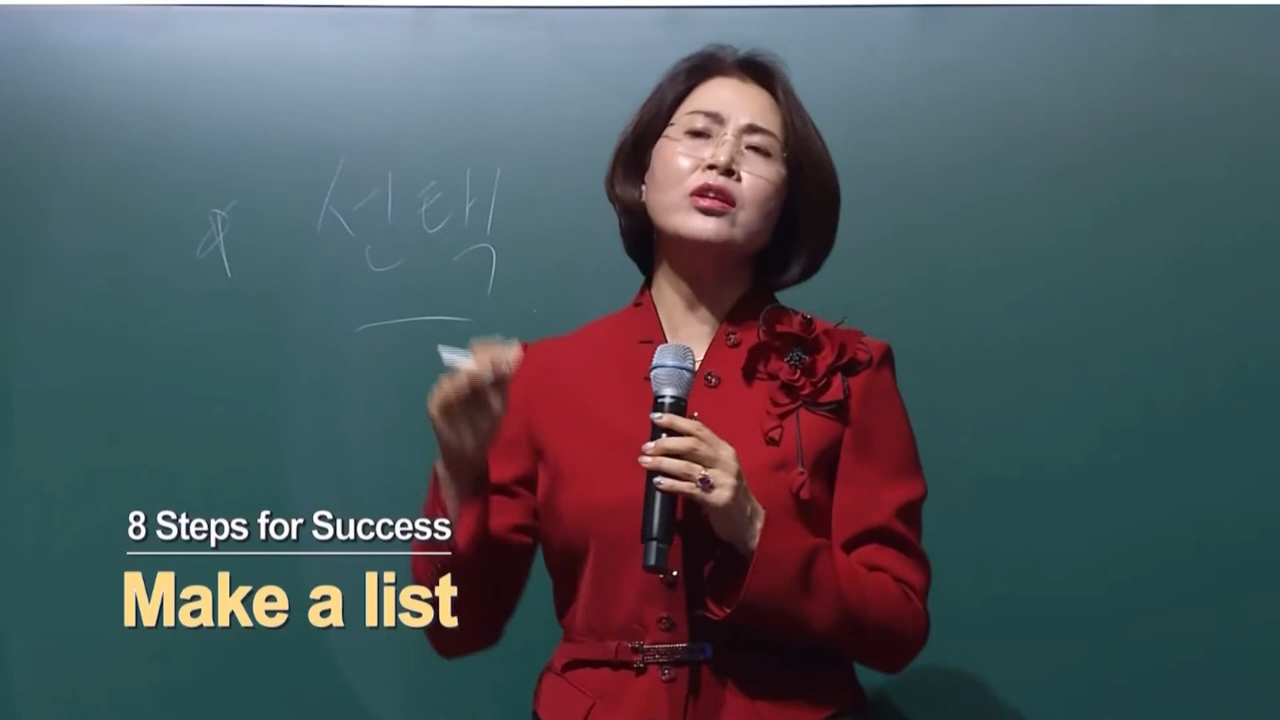 선택
8 Steps for Success
Make a list